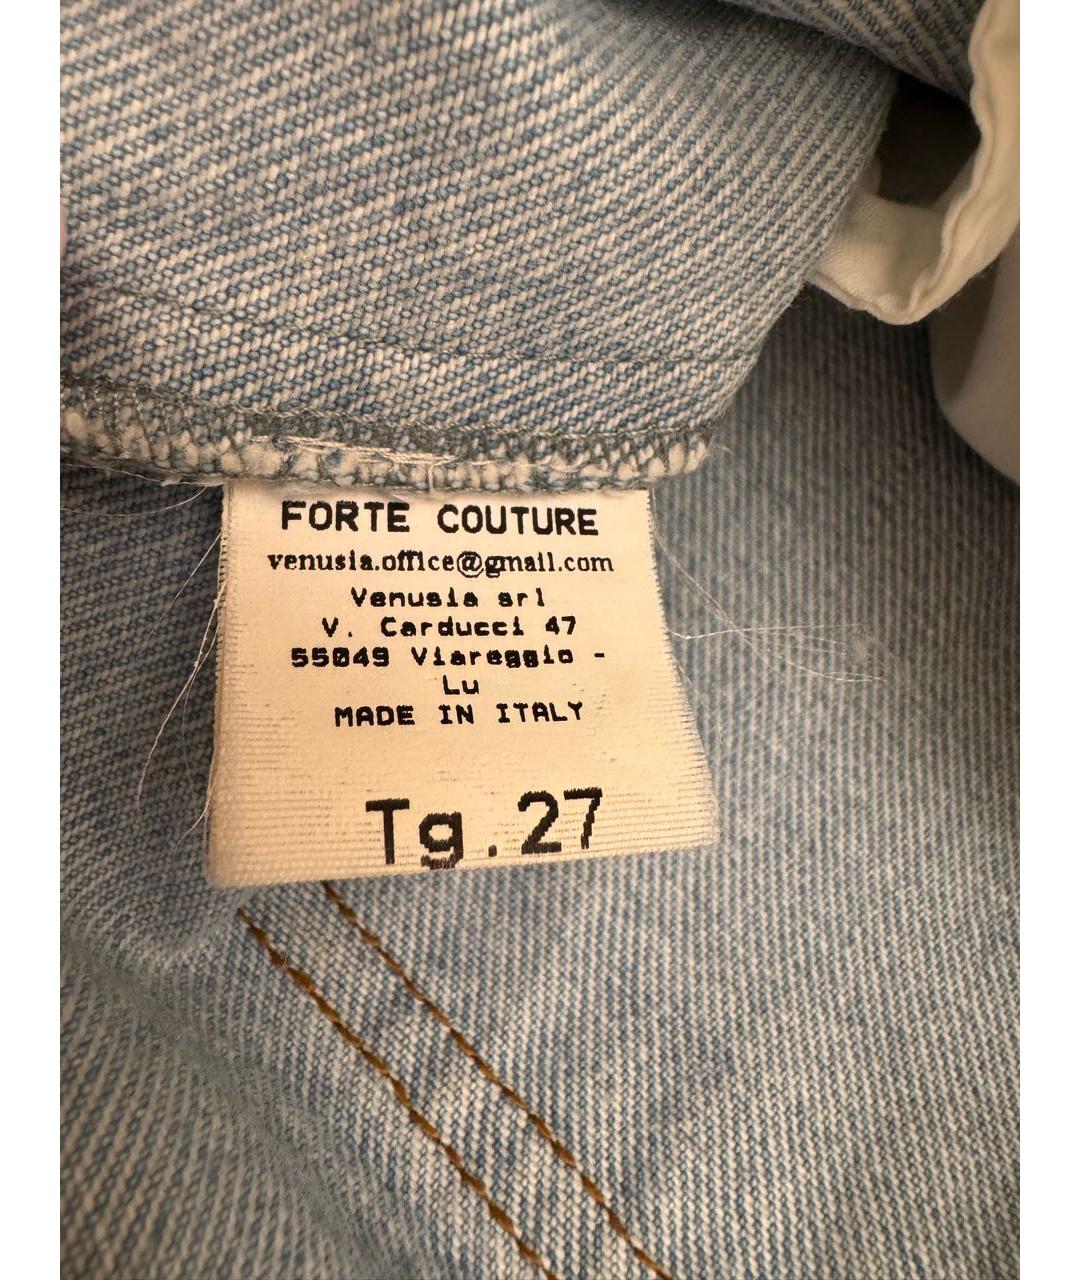 FORTE COUTURE
venusia.office@gmail.com
Venusia srl
V. Carducci 47
55049 Viareggio -
Lu
MADE IN ITALY
Tg.27